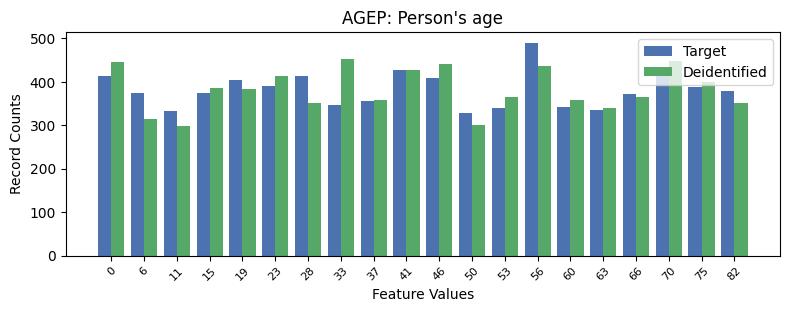 AGEP: Person's age
500
400
300
200
100
0
Record Counts
Target
Deidentified
0 6 11 15 19 23 28 33 37 41 46 50 53 56 60 63 66 70 75 82
Feature Values